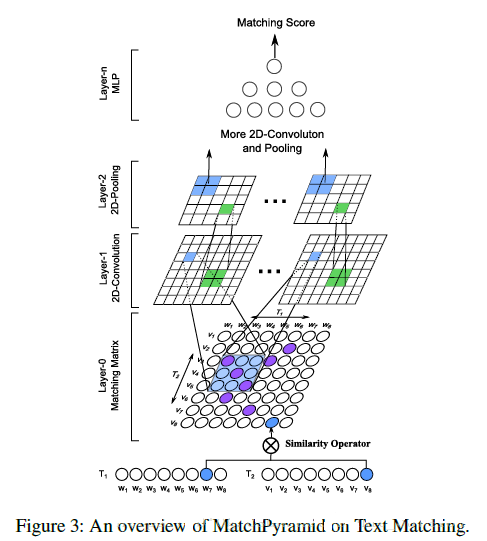 Matching Score
Layer-n
MLP
More 2D-Convoluton
and Pooling
Layer-2
2D-Pooling
...
...
Layer-1
2D-Convolution
...
...
Layer-0
Matching Matrix
T₁
w₁ w₂ w₃ w₄ w₅ w₆ w₇ w₈
T₂
v₁
v₂
v₃
v₄
v₅
v₆
v₇
v₈
Similarity Operator
T₁
w₁ w₂ w₃ w₄ w₅ w₆ w₇ w₈
T₂
v₁ v₂ v₃ v₄ v₅ v₆ v₇ v₈
Figure 3: An overview of MatchPyramid on Text Matching.